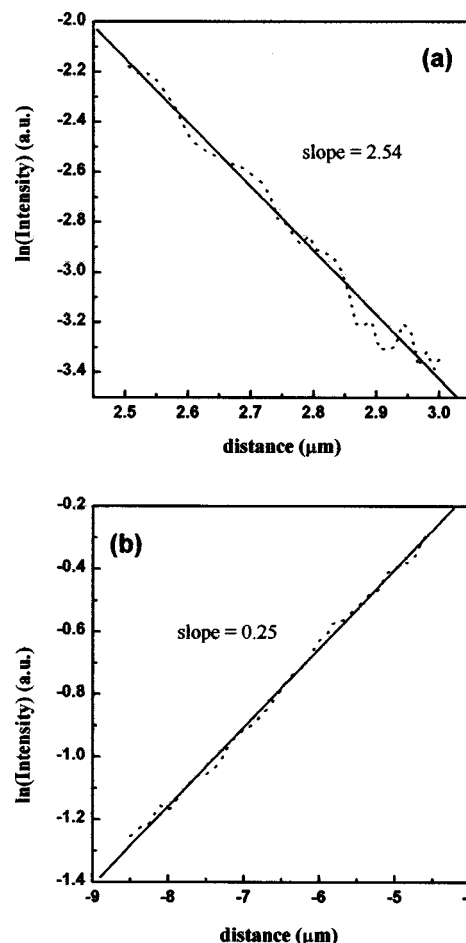 (a)
slope = 2.54
ln(Intensity) (a.u.)
-2.0
-2.2
-2.4
-2.6
-2.8
-3.0
-3.2
-3.4
2.5 2.6 2.7 2.8 2.9 3.0
distance (μm)
(b)
slope = 0.25
ln(Intensity) (a.u.)
-0.2
-0.4
-0.6
-0.8
-1.0
-1.2
-1.4
-9 -8 -7 -6 -5
distance (μm)